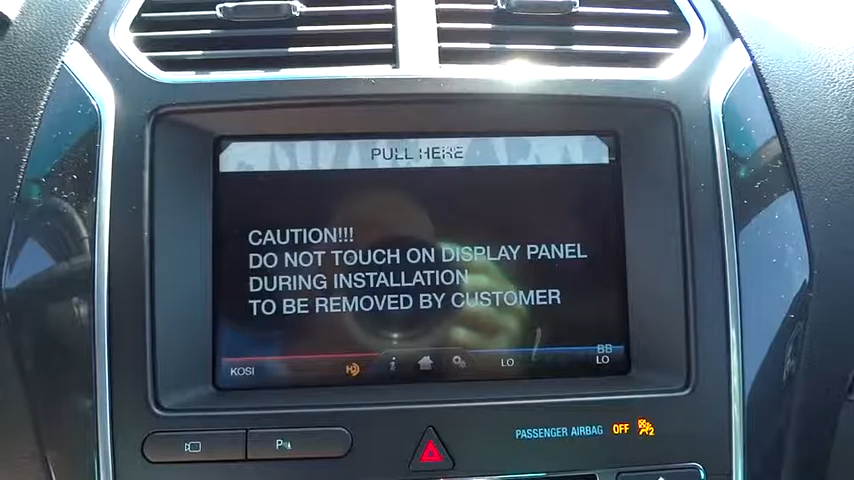 PULL HERE
CAUTION!!!
DO NOT TOUCH ON DISPLAY PANEL
DURING INSTALLATION
TO BE REMOVED BY CUSTOMER
BB
KOSI
LO
LO
P
PASSENGER AIRBAG OFF
2